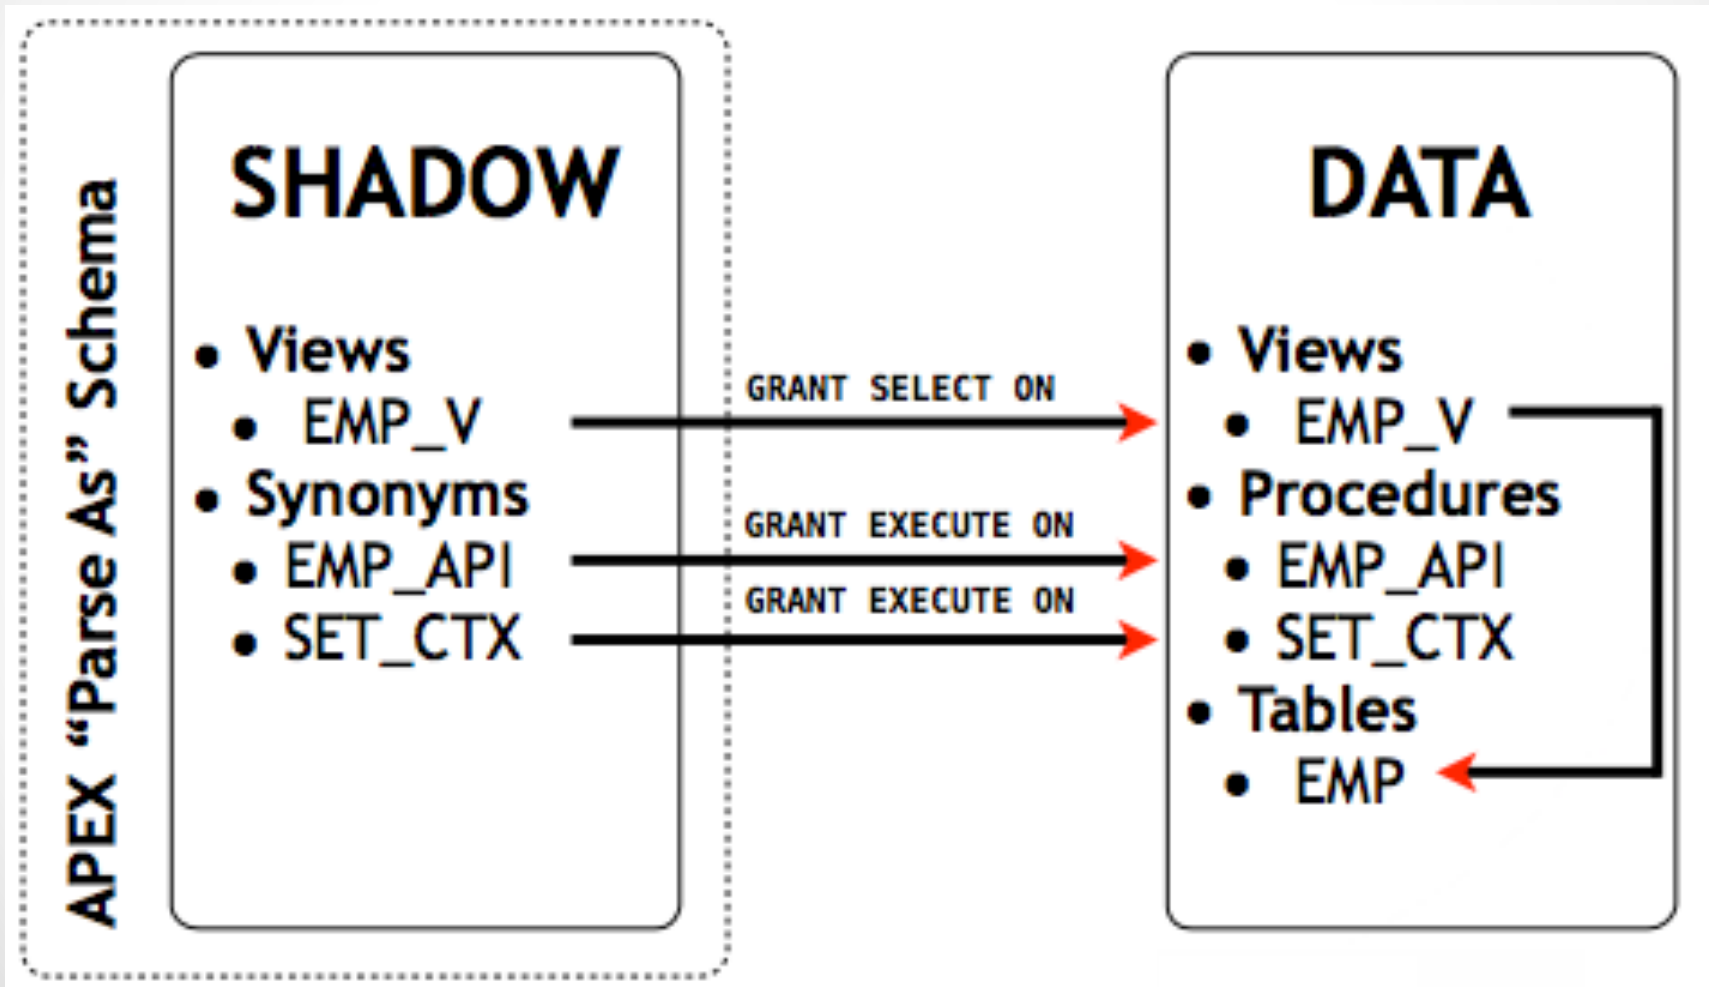 APEX “Parse As” Schema
SHADOW
• Views
• EMP_V
• Synonyms
• EMP_API
• SET_CTX
GRANT SELECT ON
GRANT EXECUTE ON
GRANT EXECUTE ON
DATA
• Views
• EMP_V
• Procedures
• EMP_API
• SET_CTX
• Tables
• EMP